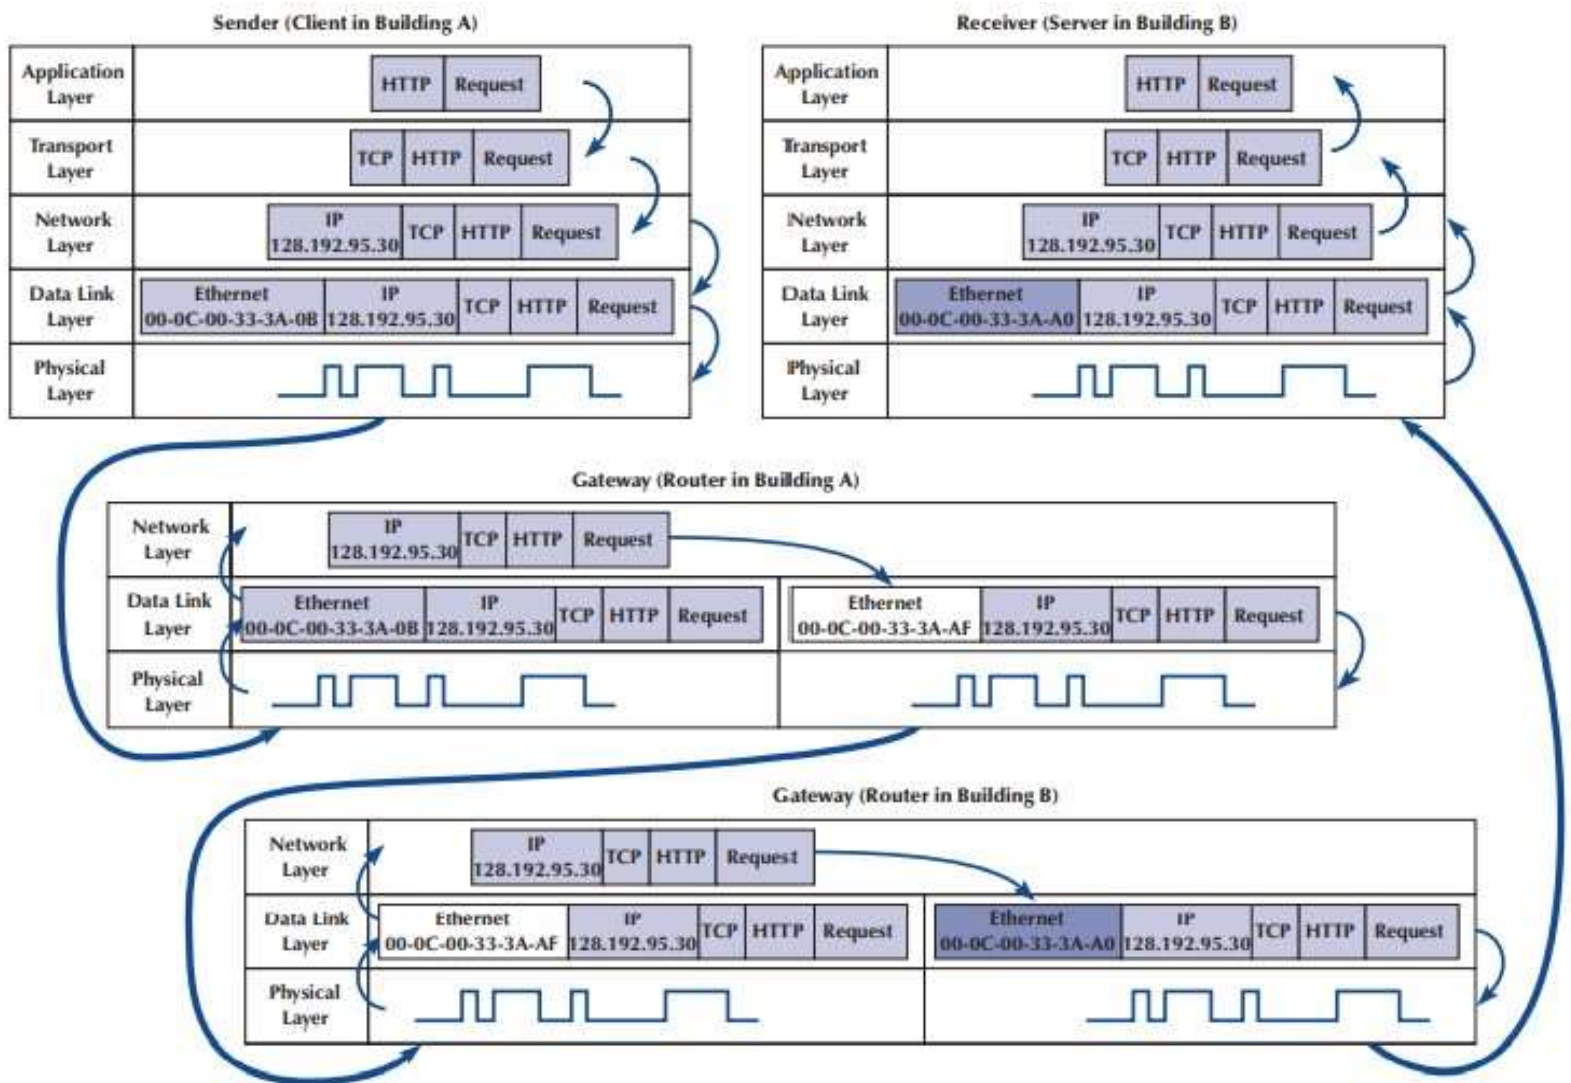 Sender (Client in Building A)
Application
Layer
HTTP Request
Transport
Layer
TCP HTTP Request
Network
Layer
IP
128.192.95.30 TCP HTTP Request
Data Link
Layer
Ethernet
00-0C-00-33-3A-0B
IP
128.192.95.30 TCP HTTP Request
Physical
Layer
Receiver (Server in Building B)
Application
Layer
HTTP Request
Transport
Layer
TCP HTTP Request
Network
Layer
IP
128.192.95.30 TCP HTTP Request
Data Link
Layer
Ethernet
00-0C-00-33-3A-A0
IP
128.192.95.30 TCP HTTP Request
Physical
Layer
Gateway (Router in Building A)
Network
Layer
IP
128.192.95.30 TCP HTTP Request
Data Link
Layer
Ethernet
00-0C-00-33-3A-0B
IP
128.192.95.30 TCP HTTP Request
Ethernet
00-0C-00-33-3A-AF
IP
128.192.95.30 TCP HTTP Request
Physical
Layer
Gateway (Router in Building B)
Network
Layer
IP
128.192.95.30 TCP HTTP Request
Data Link
Layer
Ethernet
00-0C-00-33-3A-AF
IP
128.192.95.30 TCP HTTP Request
Ethernet
00-0C-00-33-3A-A0
IP
128.192.95.30 TCP HTTP Request
Physical
Layer